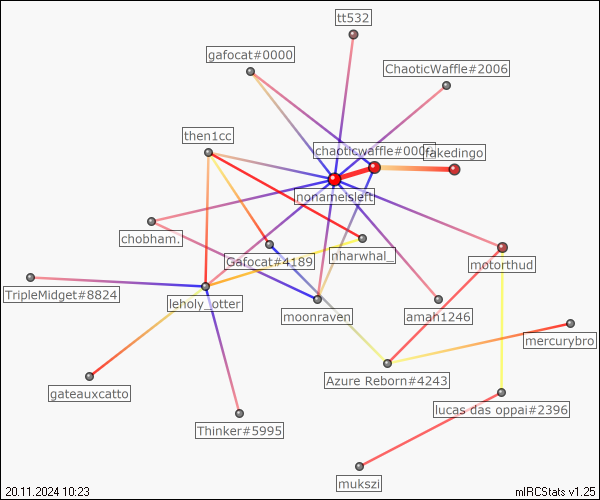 tt532
gafocat#0000
ChaoticWaffle#2006
then1cc
chaoticwaffle#000
fakedingo
nonameisleft
chobham.
Gafocat#4189
nharwhal_
motorthud
TripleMidget#8824
leholy_otter
moonraven
amah1246
mercurybro
Azure Reborn#4243
gateauxcatto
lucas das oppai#2396
Thinker#5995
mukszi
20.11.2024 10:23
mIRCStats v1.25